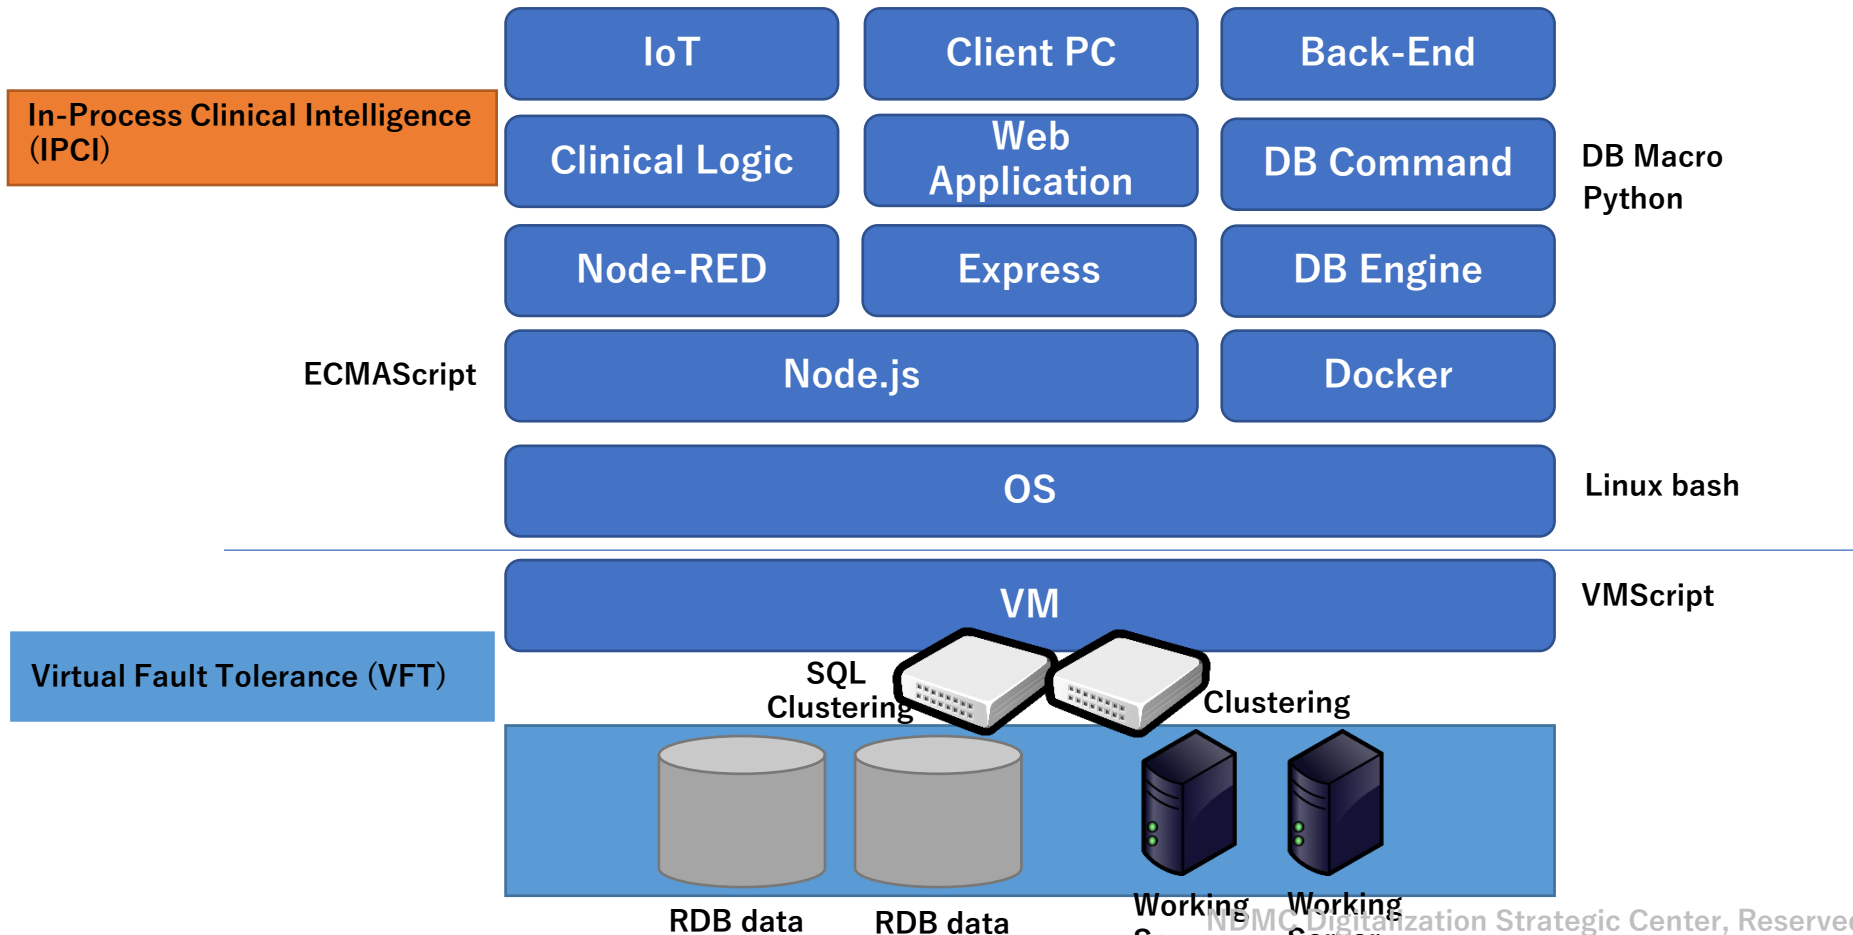 IoT
Client PC
Back-End
In-Process Clinical Intelligence
(IPCI)
Clinical Logic
Web
Application
DB Command
DB Macro
Python
Node-RED
Express
DB Engine
ECMAScript
Node.js
Docker
OS
Linux bash
VM
VMScript
Virtual Fault Tolerance (VFT)
SQL
Clustering
Clustering
RDB data
RDB data
Working
Working
NDMC Digitalization Strategic Center, Reserved